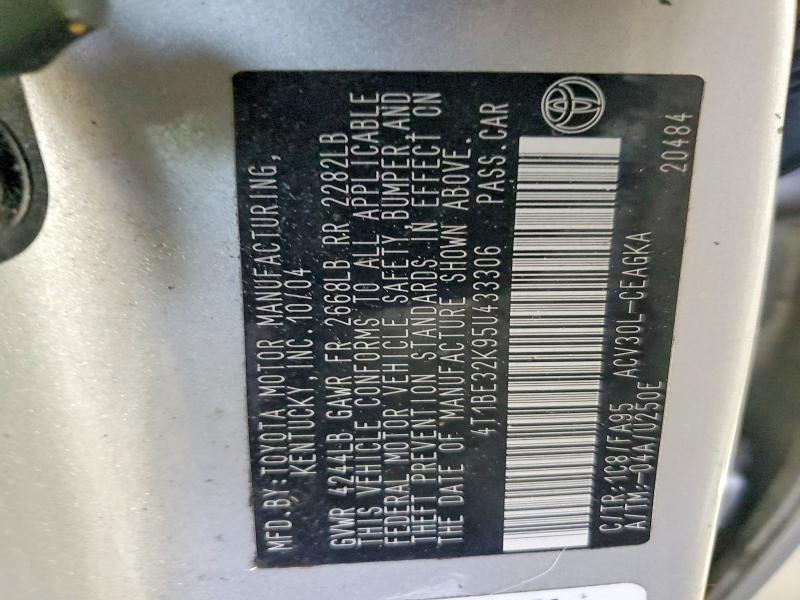 MFD.BY:TOYOTA MOTOR MANUFACTURING,
KENTUCKY, INC. 10/04
GVWR 4244LB GAWR FR 2668LB RR 2282LB
THIS VEHICLE CONFORMS TO ALL APPLICABLE
FEDERAL MOTOR VEHICLE SAFETY,BUMPER AND
THEFT PREVENTION STANDARDS IN EFFECT ON
THE DATE OF MANUFACTURE SHOWN ABOVE.
4T1BE32K95U433306 PASS.CAR
C/TR:1C8/FA95 ACV30L-CEAGKA
A/TM:-04A/U250E 20484